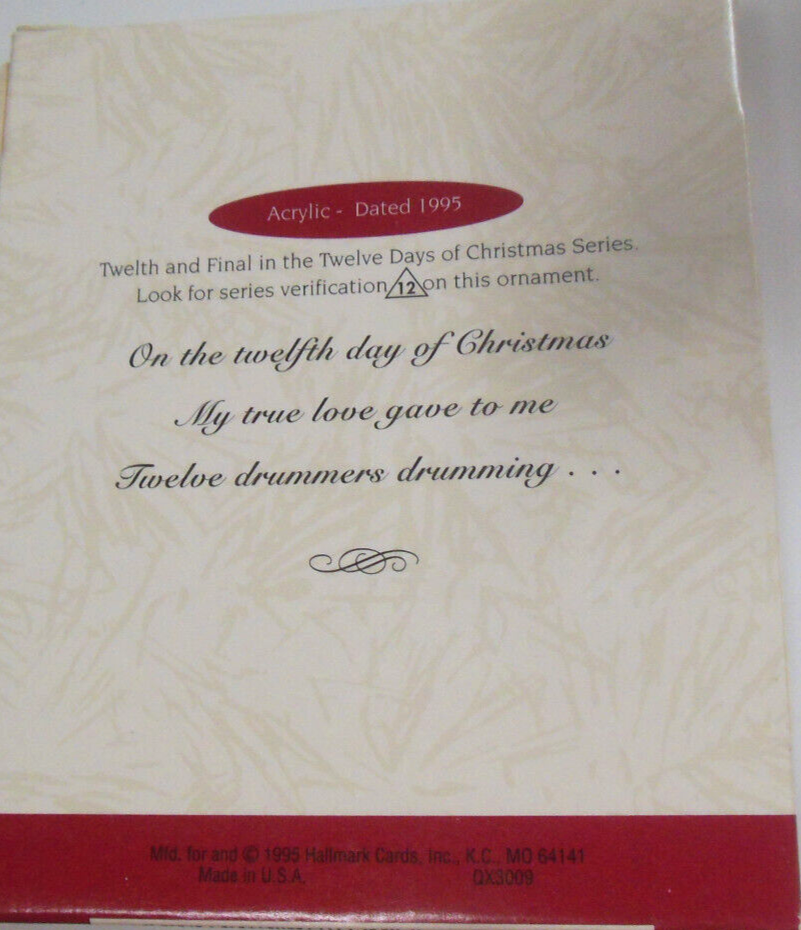 Acrylic - Dated 1995
Twelth and Final in the Twelve Days of Christmas Series.
Look for series verification 12 on this ornament.
On the twelfth day of Christmas
My true love gave to me
Twelve drummers drumming . . .
Mfd. for and © 1995 Hallmark Cards, Inc., K.C., MO 64141
Made in U.S.A. QX3009